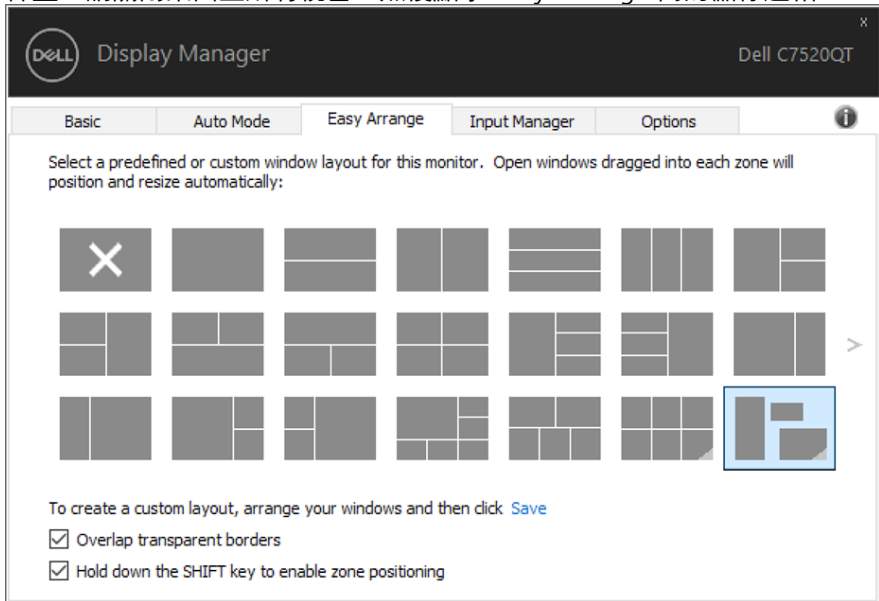 DELL
Display Manager
x
Dell C7520QT
Basic
Auto Mode
Easy Arrange
Input Manager
Options
i
Select a predefined or custom window layout for this monitor. Open windows dragged into each zone will
position and resize automatically:
>
To create a custom layout, arrange your windows and then click Save
Overlap transparent borders
Hold down the SHIFT key to enable zone positioning